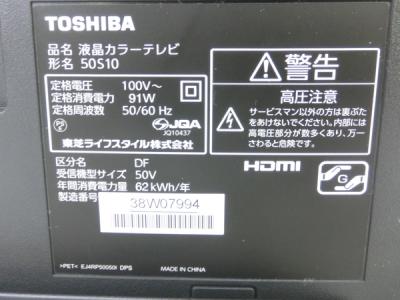 TOSHIBA
品名 液晶カラーテレビ
形名 50S10
定格電圧 100V~
定格消費電力 91W
定格周波数 50/60 Hz
PS E
JQA
JQ10437
東芝ライフスタイル株式会社
警告
高圧注意
サービスマン以外の方は裏ぶた
をあけないでください。内部には
高電圧部分が数多くあり、万一
さわると危険です。
区分名 DF
受信機型サイズ 50V
年間消費電力量 62 kWh/年
製造番号
38W07994
HDMI
G
>PET< EJ4RP50050I DPS
MADE IN CHINA